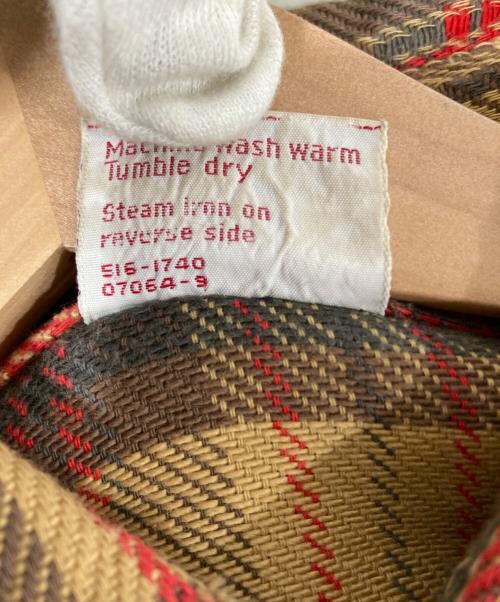 Machine wash warm
Tumble dry
Steam iron on
reverse side
516-1740
07064-9